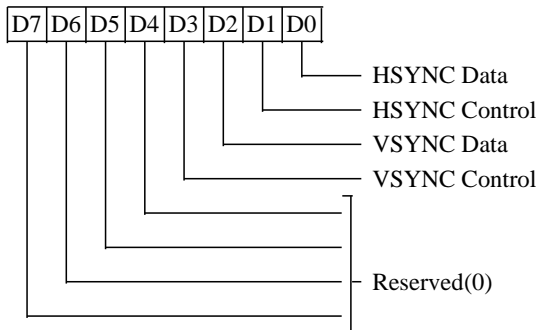 D7 D6 D5 D4 D3 D2 D1 D0
HSYNC Data
HSYNC Control
VSYNC Data
VSYNC Control
Reserved(0)